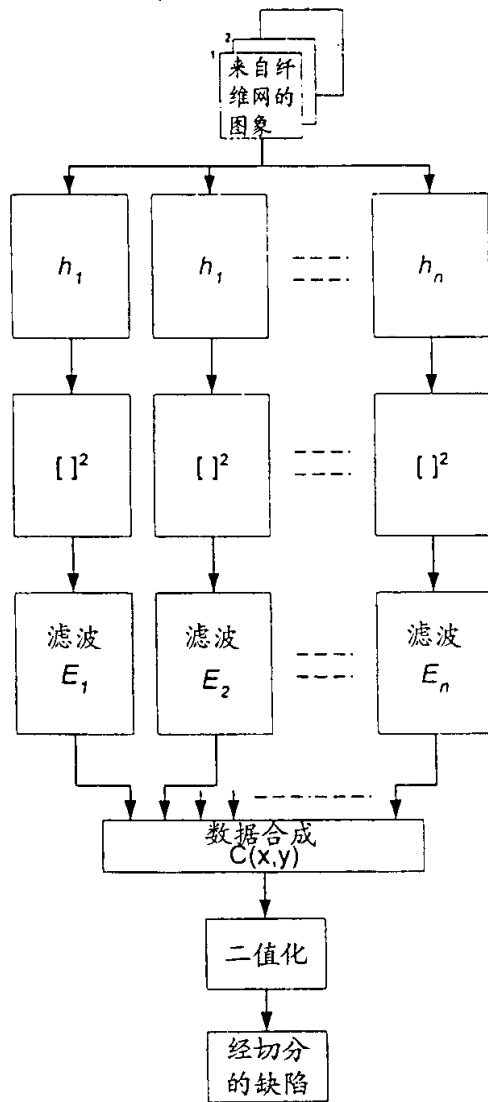 2
1
来自纤
维网的
图象
h₁
h₁
hₙ
[ ]²
[ ]²
[ ]²
滤波
E₁
滤波
E₂
滤波
Eₙ
数据合成
C(x,y)
二值化
经切分
的缺陷